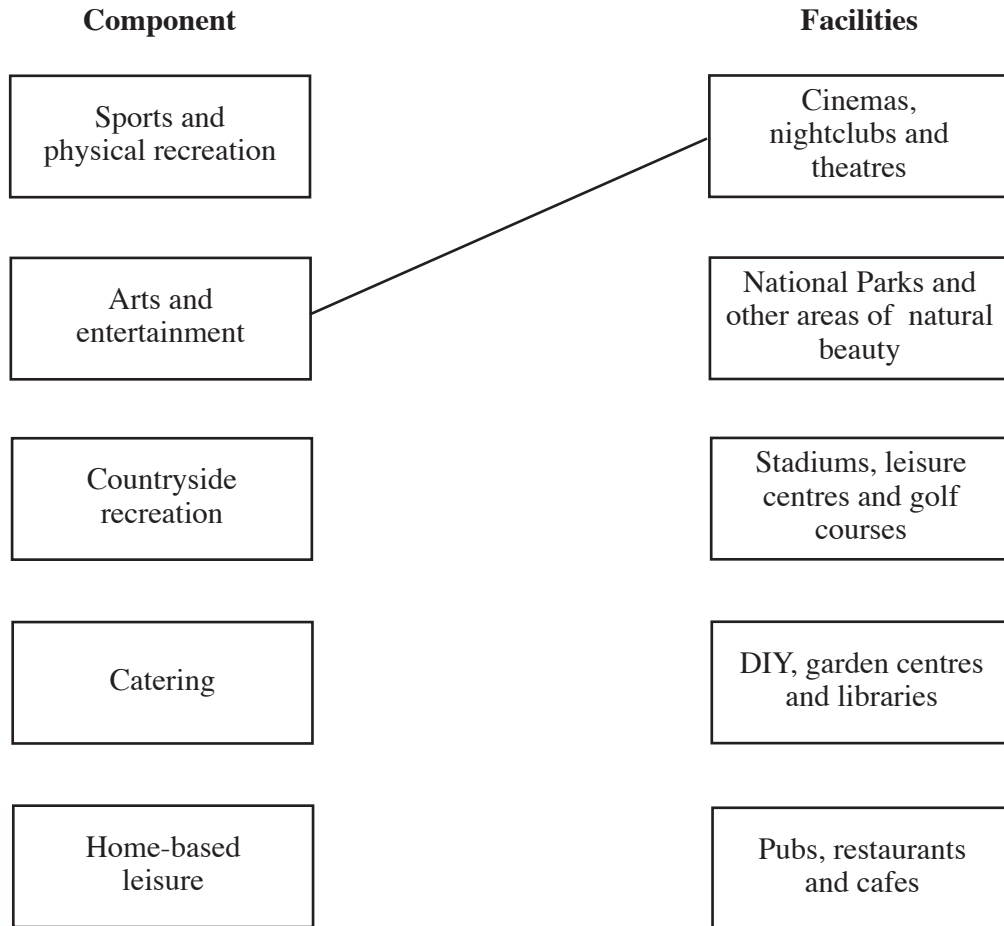 Component
Facilities
Sports and
physical recreation
Cinemas,
nightclubs and
theatres
Arts and
entertainment
National Parks and
other areas of  natural
beauty
Countryside
recreation
Stadiums, leisure
centres and golf
courses
Catering
DIY, garden centres
and libraries
Home-based
leisure
Pubs, restaurants
and cafes